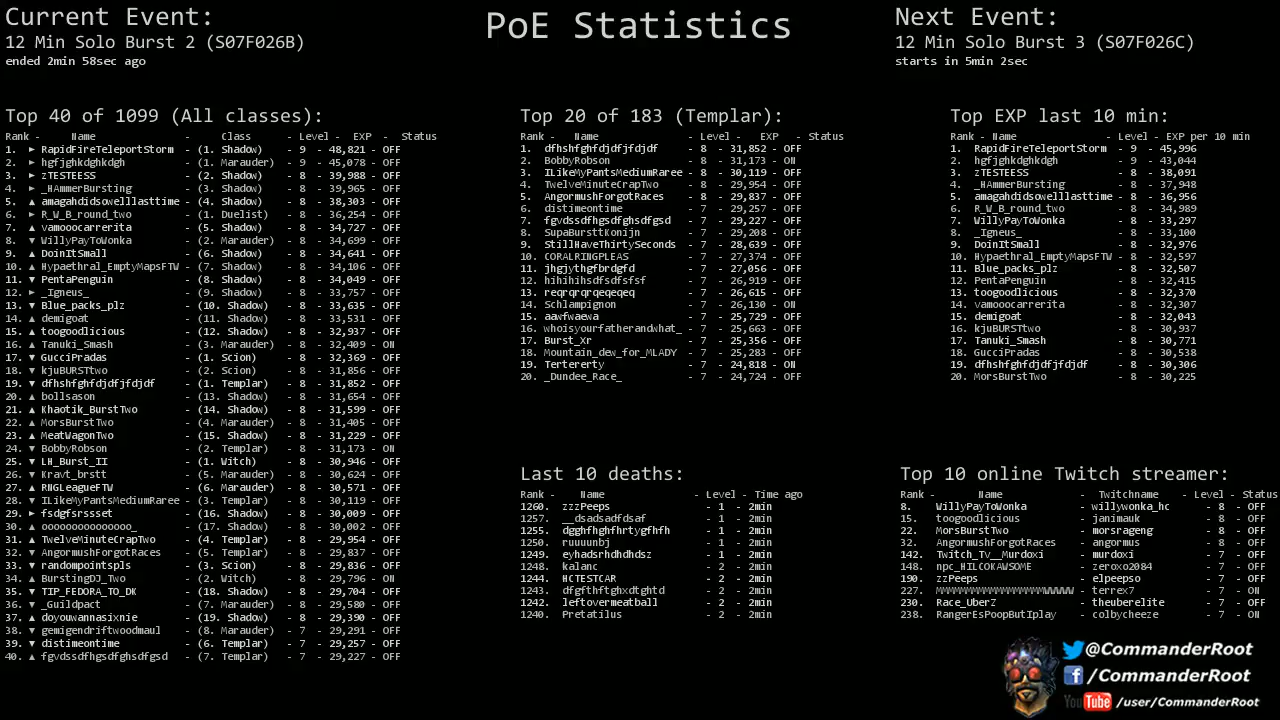 Current Event:
12 Min Solo Burst 2 (S07F026B)
ended 2min 58sec ago
PoE Statistics
Next Event:
12 Min Solo Burst 3 (S07F026C)
starts in 5min 2sec
Top 40 of 1099 (All classes):
Rank - Name - Class - Level - EXP - Status
1. ► RapidFireTeleportStorm - (1. Shadow) - 9 - 48,821 - OFF
2. ► hgfjghkdghkdgh - (1. Marauder) - 9 - 45,078 - OFF
3. ► zTESTEESS - (2. Shadow) - 8 - 39,988 - OFF
4. ► _HAmmerBursting - (3. Shadow) - 8 - 39,965 - OFF
5. ▲ amagahdidsowelllasttime - (4. Shadow) - 8 - 38,303 - OFF
6. ► R_W_B_round_two - (1. Duelist) - 8 - 36,254 - OFF
7. ▲ vamooocarrerita - (5. Shadow) - 8 - 34,727 - OFF
8. ▼ WillyPayToWonka - (2. Marauder) - 8 - 34,699 - OFF
9. ▲ DoinItSmall - (6. Shadow) - 8 - 34,641 - OFF
10. ▲ Hypaethral_EmptyMapsFTW - (7. Shadow) - 8 - 34,106 - OFF
11. ▼ PentaPenguin - (8. Shadow) - 8 - 34,049 - OFF
12. ► _Igneus_ - (9. Shadow) - 8 - 33,757 - OFF
13. ▼ Blue_packs_plz - (10. Shadow) - 8 - 33,635 - OFF
14. ▲ demigoat - (11. Shadow) - 8 - 33,531 - OFF
15. ▲ toogoodlicious - (12. Shadow) - 8 - 32,937 - OFF
16. ▲ Tanuki_Smash - (3. Marauder) - 8 - 32,409 - ON
17. ▼ GucciPradas - (1. Scion) - 8 - 32,369 - OFF
18. ▼ kjuBURSTtwo - (2. Scion) - 8 - 31,856 - OFF
19. ▼ dfhshfghfdjdfjfdjdf - (1. Templar) - 8 - 31,852 - OFF
20. ▲ bollsason - (13. Shadow) - 8 - 31,654 - OFF
21. ▲ Khaotik_BurstTwo - (14. Shadow) - 8 - 31,599 - OFF
22. ▲ MorsBurstTwo - (4. Marauder) - 8 - 31,405 - OFF
23. ▲ MeatWagonTwo - (15. Shadow) - 8 - 31,229 - OFF
24. ▼ BobbyRobson - (2. Templar) - 8 - 31,173 - ON
25. ▼ LH_Burst_II - (1. Witch) - 8 - 30,946 - OFF
26. ▼ Kravt_brstt - (5. Marauder) - 8 - 30,624 - OFF
27. ▲ RNGLeagueFTW - (6. Marauder) - 8 - 30,571 - OFF
28. ▼ ILikeMyPantsMediumRaree - (3. Templar) - 8 - 30,119 - OFF
29. ► fsdgfsrssset - (16. Shadow) - 8 - 30,009 - OFF
30. ▲ ooooooooooooooo_ - (17. Shadow) - 8 - 30,002 - OFF
31. ▲ TwelveMinuteCrapTwo - (4. Templar) - 8 - 29,954 - OFF
32. ▼ AngormushForgotRaces - (5. Templar) - 8 - 29,837 - OFF
33. ▼ randompointspls - (3. Scion) - 8 - 29,836 - OFF
34. ▲ BurstingDJ_Two - (2. Witch) - 8 - 29,796 - ON
35. ▼ TIP_FEDORA_TO_DK - (18. Shadow) - 8 - 29,704 - OFF
36. ▼ _Guildpact - (7. Marauder) - 8 - 29,580 - OFF
37. ▲ doyouwannasixnie - (19. Shadow) - 8 - 29,390 - OFF
38. ▼ gemigendriftwoodmaul - (8. Marauder) - 7 - 29,291 - OFF
39. ▼ distimeontime - (6. Templar) - 7 - 29,257 - OFF
40. ▲ fgvdssdfhgsdfghsdfgsd - (7. Templar) - 7 - 29,227 - OFF
Top 20 of 183 (Templar):
Rank - Name - Level - EXP - Status
1. dfhshfghfdjdfjfdjdf - 8 - 31,852 - OFF
2. BobbyRobson - 8 - 31,173 - ON
3. ILikeMyPantsMediumRaree - 8 - 30,119 - OFF
4. TwelveMinuteCrapTwo - 8 - 29,954 - OFF
5. AngormushForgotRaces - 8 - 29,837 - OFF
6. distimeontime - 7 - 29,257 - OFF
7. fgvdssdfhgsdfghsdfgsd - 7 - 29,227 - OFF
8. SupaBursttKonijn - 7 - 29,208 - OFF
9. StillHaveThirtySeconds - 7 - 28,639 - OFF
10. CORALRINGPLEAS - 7 - 27,374 - OFF
11. jhgjythgfbrdgfd - 7 - 27,056 - OFF
12. hihihihsdfsdfsfsf - 7 - 26,919 - OFF
13. reqrqrqrqeqeqeq - 7 - 26,615 - OFF
14. Schlampignon - 7 - 26,130 - ON
15. aawfwaewa - 7 - 25,729 - OFF
16. whoisyourfatherandwhat_ - 7 - 25,663 - OFF
17. Burst_Xr - 7 - 25,356 - OFF
18. Mountain_dew_for_MLADY - 7 - 25,283 - OFF
19. Tertererty - 7 - 24,818 - ON
20. _Dundee_Race_ - 7 - 24,724 - OFF
Top EXP last 10 min:
Rank - Name - Level - EXP per 10 min
1. RapidFireTeleportStorm - 9 - 45,996
2. hgfjghkdghkdgh - 9 - 43,044
3. zTESTEESS - 8 - 38,091
4. _HAmmerBursting - 8 - 37,948
5. amagahdidsowelllasttime - 8 - 36,956
6. R_W_B_round_two - 8 - 34,989
7. WillyPayToWonka - 8 - 33,297
8. _Igneus_ - 8 - 33,100
9. DoinItSmall - 8 - 32,976
10. Hypaethral_EmptyMapsFTW - 8 - 32,597
11. Blue_packs_plz - 8 - 32,507
12. PentaPenguin - 8 - 32,415
13. toogoodlicious - 8 - 32,370
14. vamooocarrerita - 8 - 32,307
15. demigoat - 8 - 32,043
16. kjuBURSTtwo - 8 - 30,937
17. Tanuki_Smash - 8 - 30,771
18. GucciPradas - 8 - 30,538
19. dfhshfghfdjdfjfdjdf - 8 - 30,306
20. MorsBurstTwo - 8 - 30,225
Last 10 deaths:
Rank - Name - Level - Time ago
1260. zzzPeeps - 1 - 2min
1257. __dsadsadfdsaf - 1 - 2min
1255. dgghfhghfhrtygfhfh - 1 - 2min
1250. ruuuunbj - 1 - 2min
1249. eyhadsrhdhdhdsz - 1 - 2min
1248. kalanc - 2 - 2min
1244. HCTESTCAR - 2 - 2min
1243. dfgfthftghxdtghtd - 2 - 2min
1242. leftovermeatball - 2 - 2min
1240. Pretatilus - 2 - 2min
Top 10 online Twitch streamer:
Rank - Name - Twitchname - Level - Status
8. WillyPayToWonka - willywonka_hc - 8 - OFF
15. toogoodlicious - janimauk - 8 - OFF
22. MorsBurstTwo - morsrageng - 8 - OFF
32. AngormushForgotRaces - angormus - 8 - OFF
142. Twitch_Tv__Murdoxi - murdoxi - 7 - OFF
148. npc_HILCOKAWSOME - zeroxo2084 - 7 - OFF
190. zzPeeps - elpeepso - 7 - OFF
227. - terrex7 - 7 - ON
230. Race_UberZ - theuberelite - 7 - OFF
238. RangerEsPoopButIplay - colbycheeze - 7 - ON
@CommanderRoot
/CommanderRoot
YouTube /user/CommanderRoot